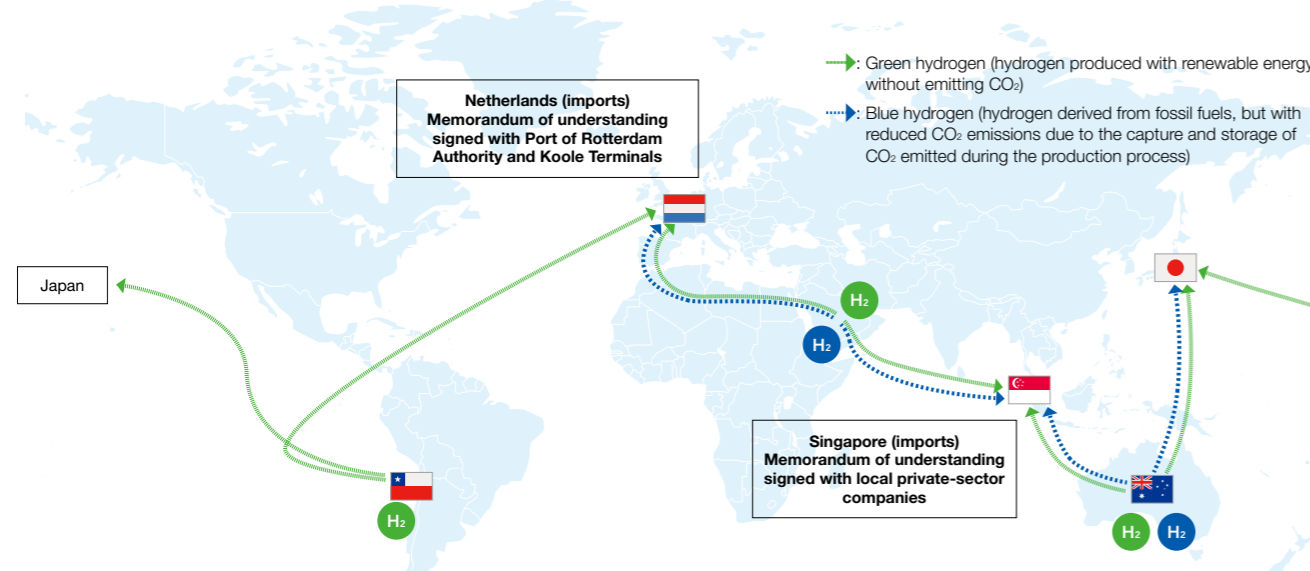 : Green hydrogen (hydrogen produced with renewable energy
without emitting CO₂)
: Blue hydrogen (hydrogen derived from fossil fuels, but with
reduced CO₂ emissions due to the capture and storage of
CO₂ emitted during the production process)
Netherlands (imports)
Memorandum of understanding
signed with Port of Rotterdam
Authority and Koole Terminals
Japan
H₂
H₂
Singapore (imports)
Memorandum of understanding
signed with local private-sector
companies
H₂
H₂
H₂